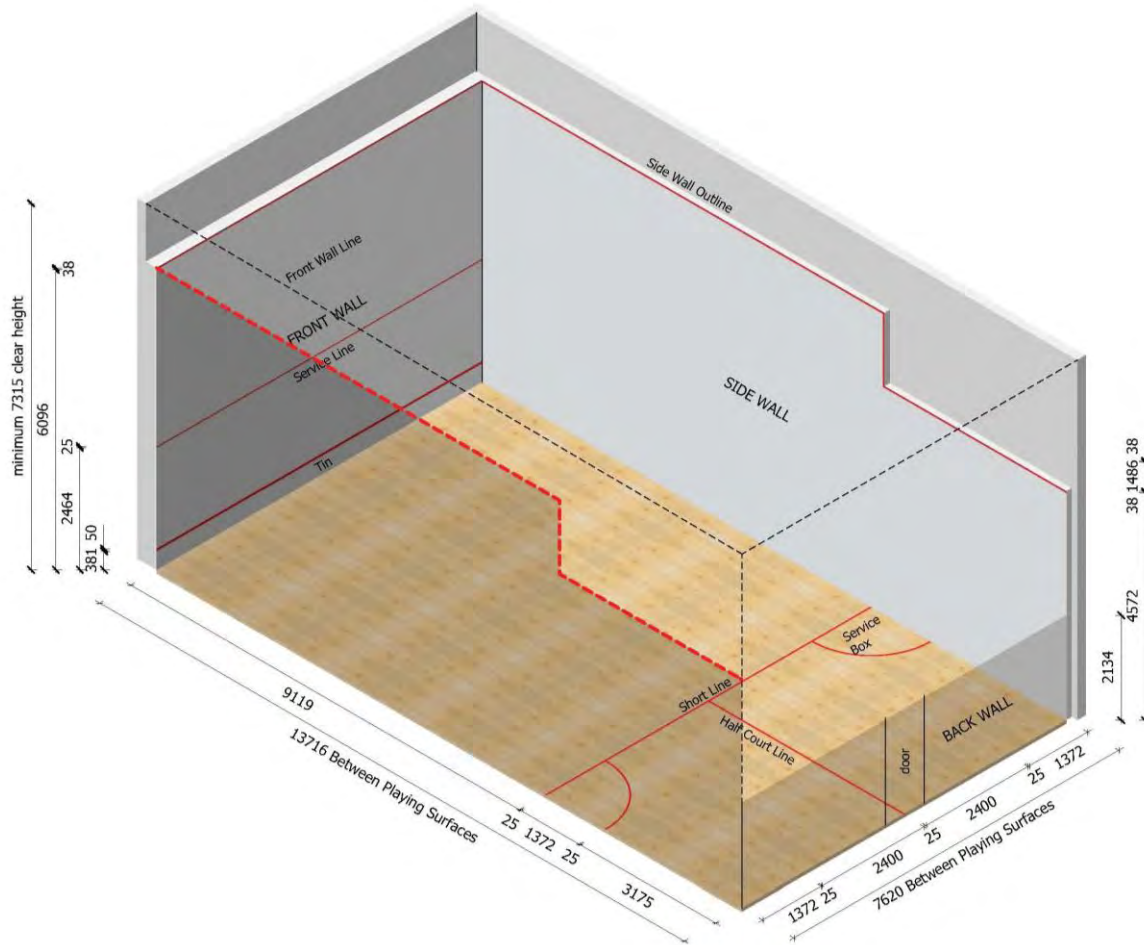 Side Wall Outline
Front Wall Line
FRONT WALL
Service Line
Tin
SIDE WALL
minimum 7315 clear height
6096
38
25
2464
50
381
38
1486
38
4572
2134
Service
Box
Short Line
Half Court Line
door
BACK WALL
9119
13716 Between Playing Surfaces
25 1372 25
3175
1372 25
2400
25
2400
25 1372
7620 Between Playing Surfaces